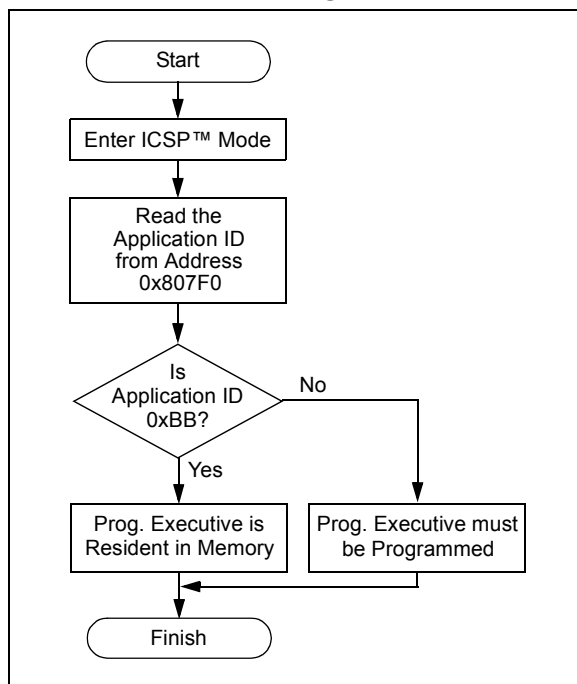 Start
Enter ICSP™ Mode
Read the
Application ID
from Address
0x807F0
Is
Application ID
0xBB?
No
Yes
Prog. Executive is
Resident in Memory
Prog. Executive must
be Programmed
Finish